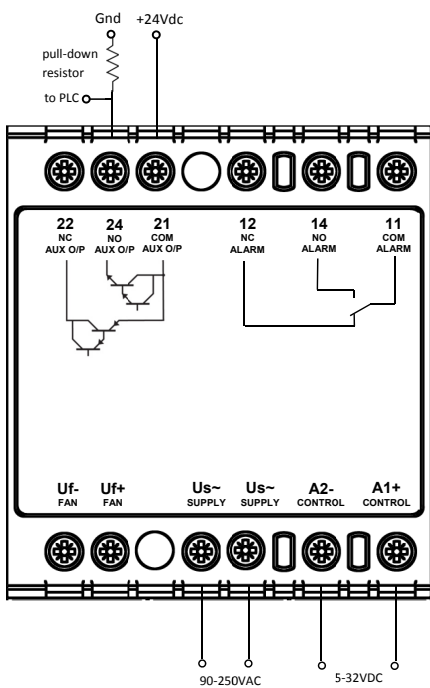 Gnd +24Vdc
pull-down
resistor
to PLC
22 24 21 12 14 11
NC NO COM NC NO COM
AUX O/P AUX O/P AUX O/P ALARM ALARM ALARM
Uf- Uf+ Us~ Us~ A2- A1+
FAN FAN SUPPLY SUPPLY CONTROL CONTROL
90-250VAC 5-32VDC